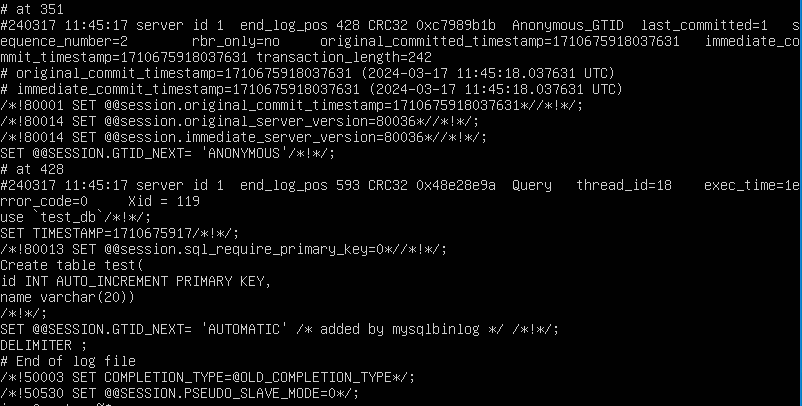 # at 351
#240317 11:45:17 server id 1  end_log_pos 428 CRC32 0xc7989b1b  Anonymous_GTID  last_committed=1   s
equence_number=2        rbr_only=no     original_committed_timestamp=1710675918037631   immediate_co
mmit_timestamp=1710675918037631 transaction_length=242
# original_commit_timestamp=1710675918037631 (2024-03-17 11:45:18.037631 UTC)
# immediate_commit_timestamp=1710675918037631 (2024-03-17 11:45:18.037631 UTC)
/*!80001 SET @@session.original_commit_timestamp=1710675918037631*//*!*/;
/*!80014 SET @@session.original_server_version=80036*//*!*/;
/*!80014 SET @@session.immediate_server_version=80036*//*!*/;
SET @@SESSION.GTID_NEXT= 'ANONYMOUS'/*!*/;
# at 428
#240317 11:45:17 server id 1  end_log_pos 593 CRC32 0x48e28e9a  Query   thread_id=18    exec_time=1e
rror_code=0     Xid = 119
use `test_db`/*!*/;
SET TIMESTAMP=1710675917/*!*/;
/*!80013 SET @@session.sql_require_primary_key=0*//*!*/;
Create table test(
id INT AUTO_INCREMENT PRIMARY KEY,
name varchar(20))
/*!*/;
SET @@SESSION.GTID_NEXT= 'AUTOMATIC' /* added by mysqlbinlog */ /*!*/;
DELIMITER ;
# End of log file
/*!50003 SET COMPLETION_TYPE=@OLD_COMPLETION_TYPE*/;
/*!50530 SET @@SESSION.PSEUDO_SLAVE_MODE=0*/;